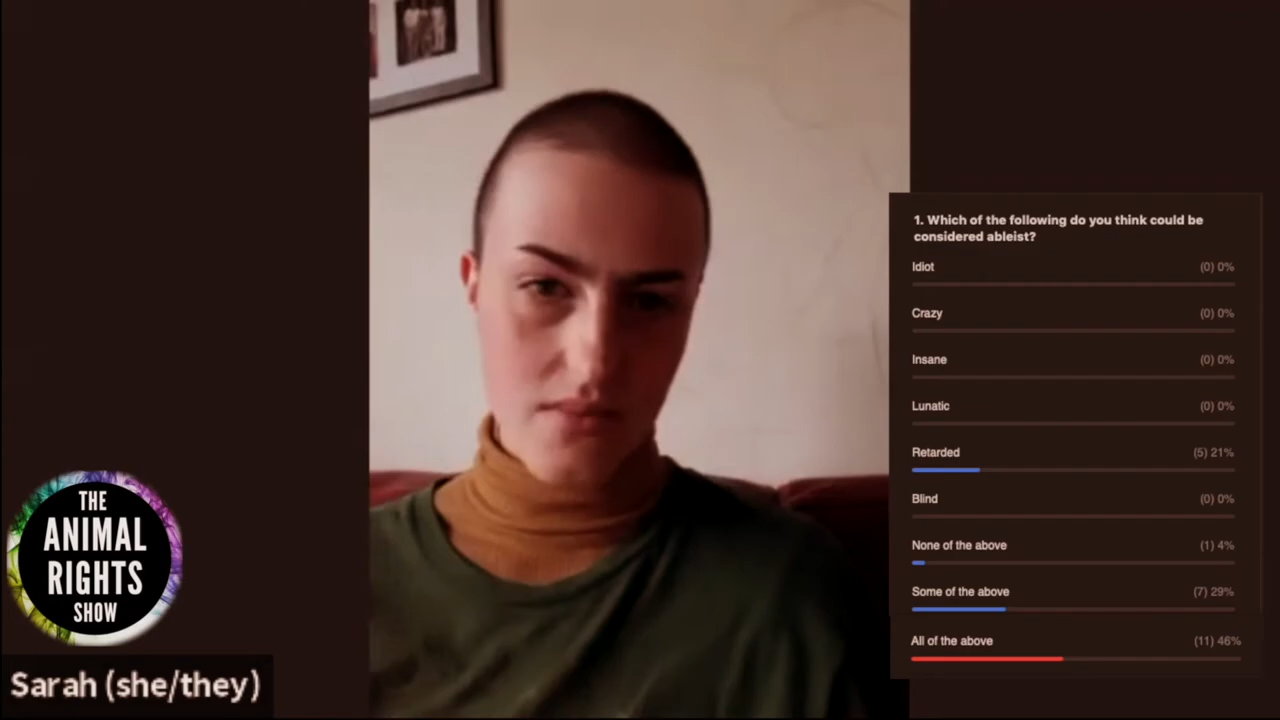 1. Which of the following do you think could be
considered ableist?
Idiot (0) 0%
Crazy (0) 0%
Insane (0) 0%
Lunatic (0) 0%
Retarded (5) 21%
Blind (0) 0%
None of the above (1) 4%
Some of the above (7) 29%
All of the above (11) 46%
THE
ANIMAL
RIGHTS
SHOW
Sarah (she/they)